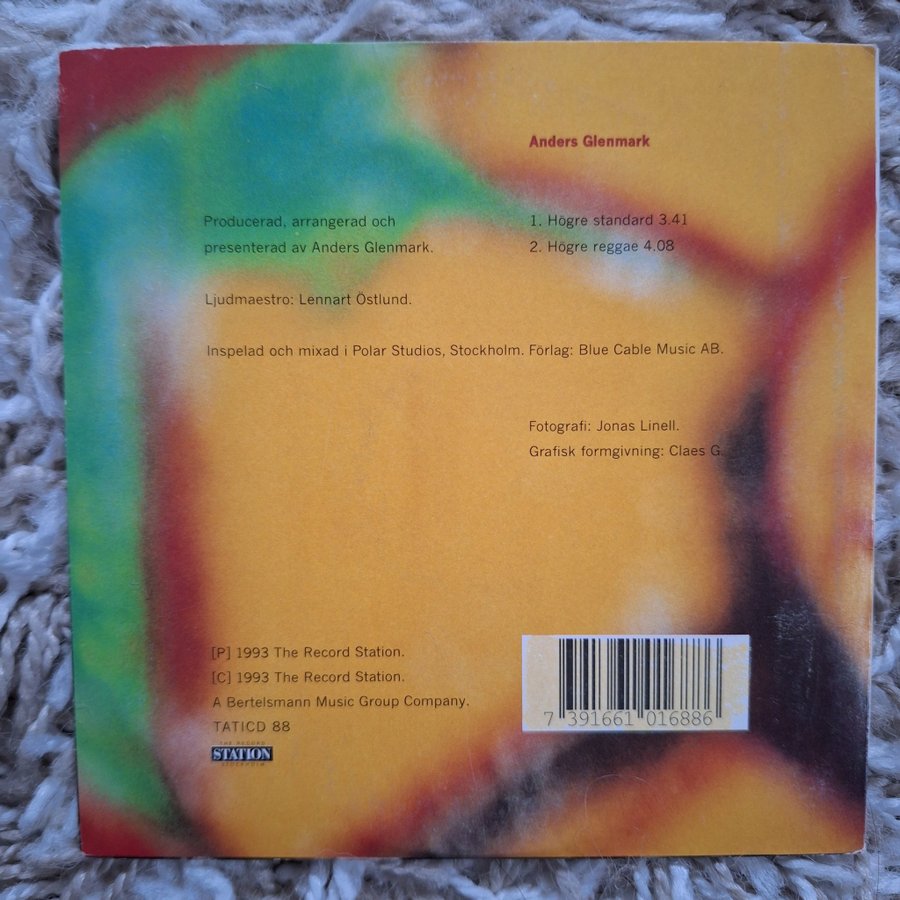 Anders Glenmark
Producerad, arrangerad och
presenterad av Anders Glenmark.
1. Högre standard 3.41
2. Högre reggae 4.08
Ljudmaestro: Lennart Östlund.
Inspelad och mixad i Polar Studios, Stockholm. Förlag: Blue Cable Music AB.
Fotografi: Jonas Linell.
Grafisk formgivning: Claes G.
[P] 1993 The Record Station.
[C] 1993 The Record Station.
A Bertelsmann Music Group Company.
TATICD 88
THE RECORD
STATION
STOCKHOLM
7 391661 016886